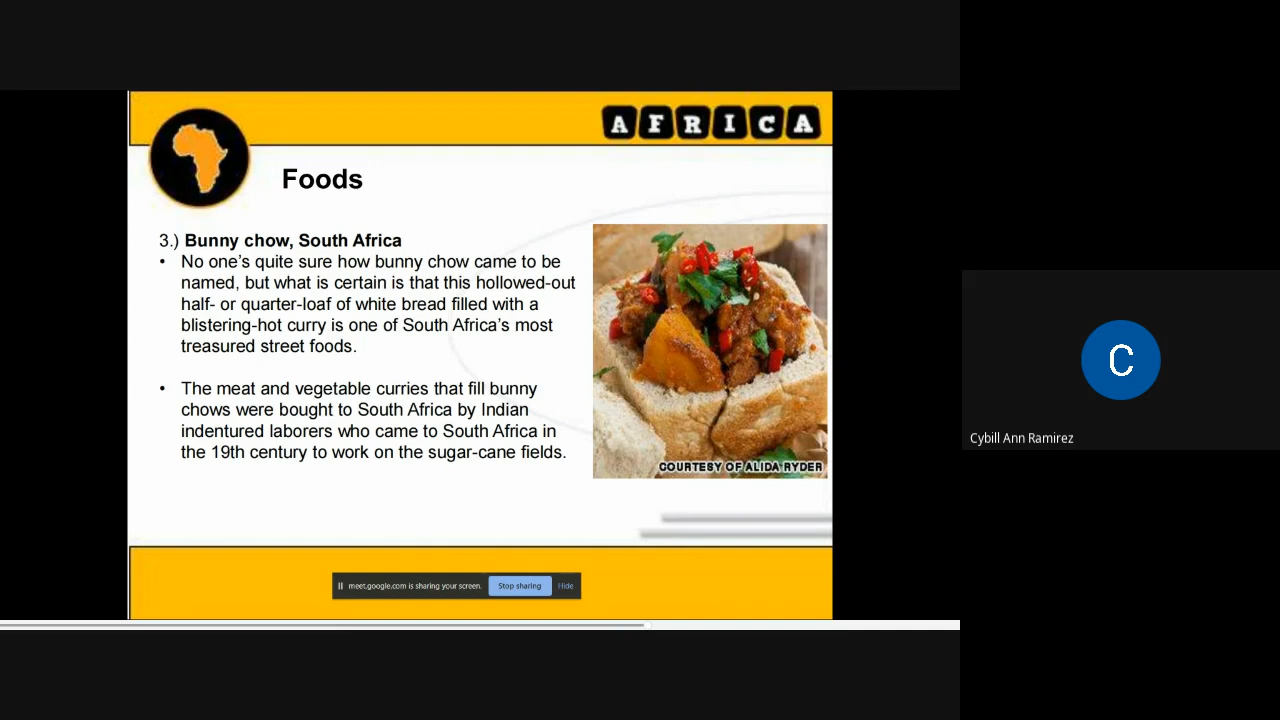 AFRICA
Foods
3.) Bunny chow, South Africa
• No one’s quite sure how bunny chow came to be
named, but what is certain is that this hollowed-out
half- or quarter-loaf of white bread filled with a
blistering-hot curry is one of South Africa’s most
treasured street foods.
• The meat and vegetable curries that fill bunny
chows were bought to South Africa by Indian
indentured laborers who came to South Africa in
the 19th century to work on the sugar-cane fields.
COURTESY OF ALIDA RYDER
meet.google.com is sharing your screen. Stop sharing Hide
C
Cybill Ann Ramirez